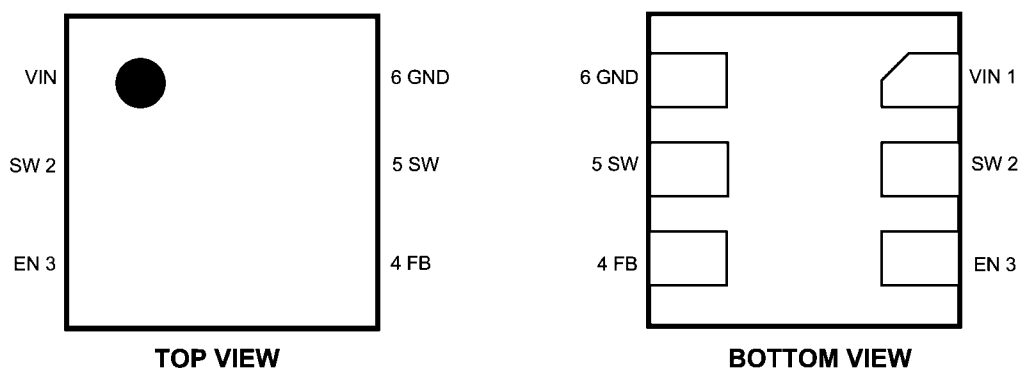 VIN
6 GND
SW 2
5 SW
EN 3
4 FB
TOP VIEW
6 GND
VIN 1
5 SW
SW 2
4 FB
EN 3
BOTTOM VIEW